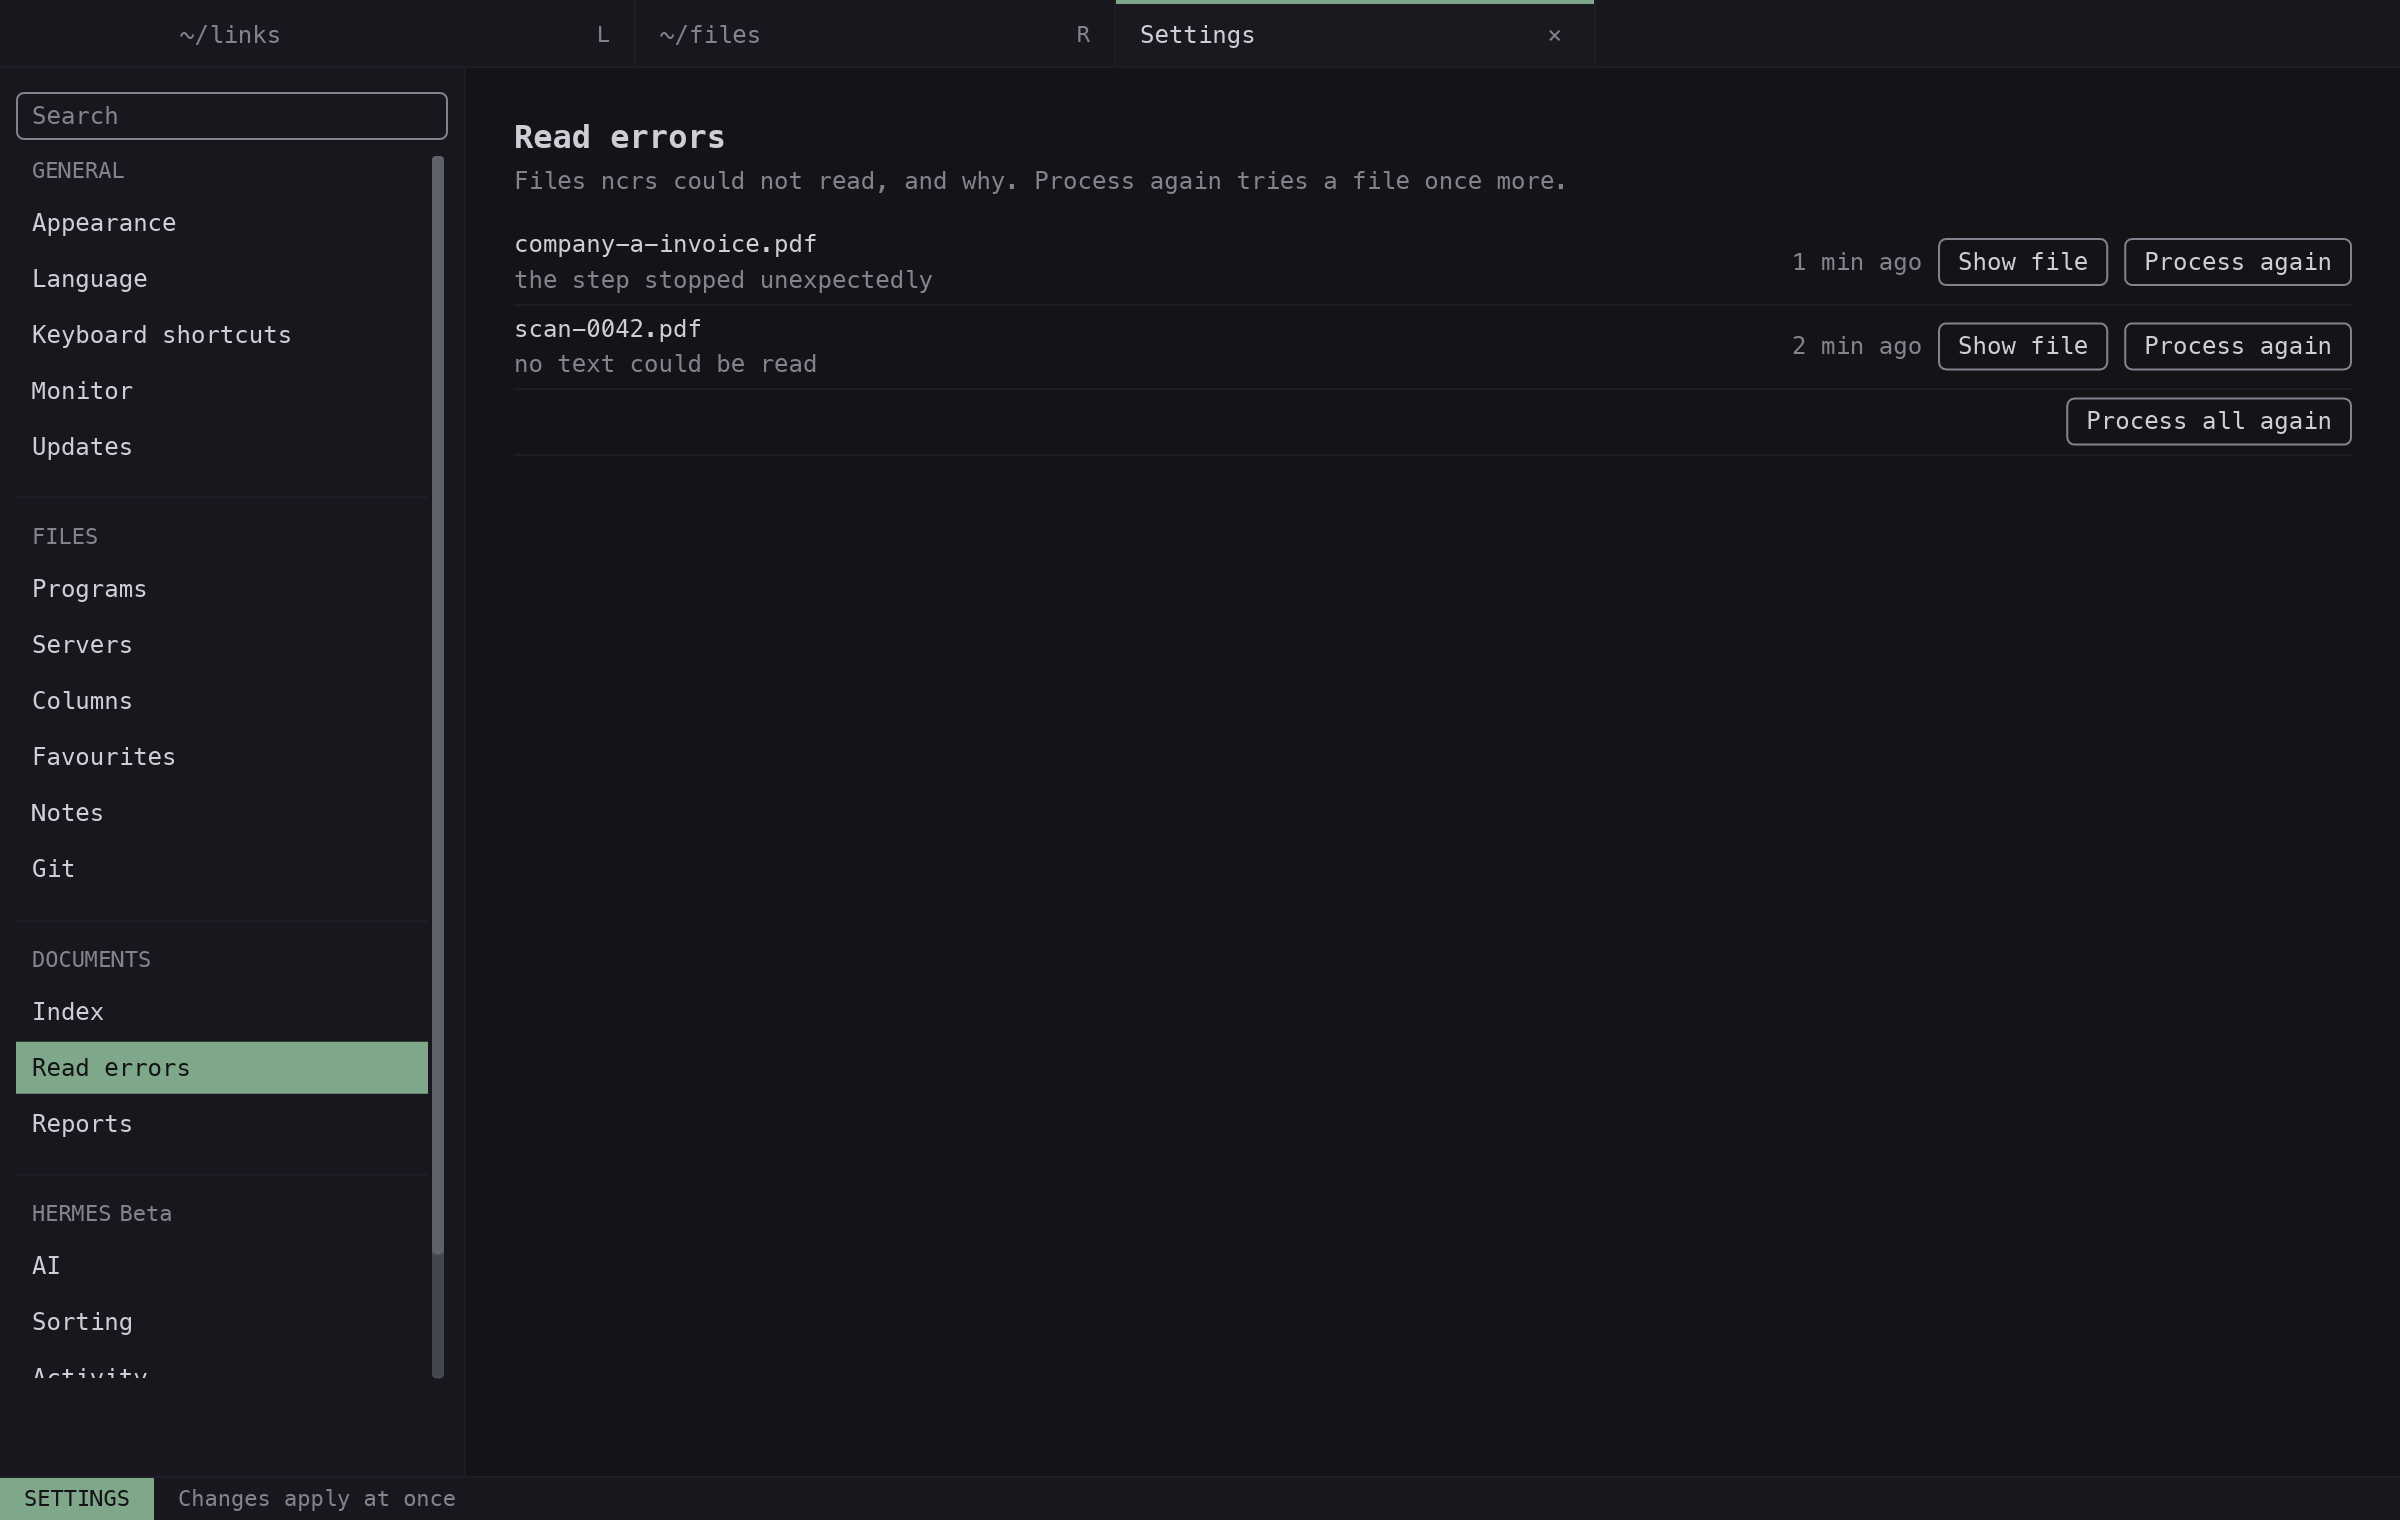 ~/links L ~/files R Settings ×
Search
GENERAL
Appearance
Language
Keyboard shortcuts
Monitor
Updates
FILES
Programs
Servers
Columns
Favourites
Notes
Git
DOCUMENTS
Index
Read errors
Reports
HERMES Beta
AI
Sorting
Activity
Read errors
Files ncrs could not read, and why. Process again tries a file once more.
company-a-invoice.pdf
the step stopped unexpectedly
1 min ago Show file Process again
scan-0042.pdf
no text could be read
2 min ago Show file Process again
Process all again
SETTINGS Changes apply at once